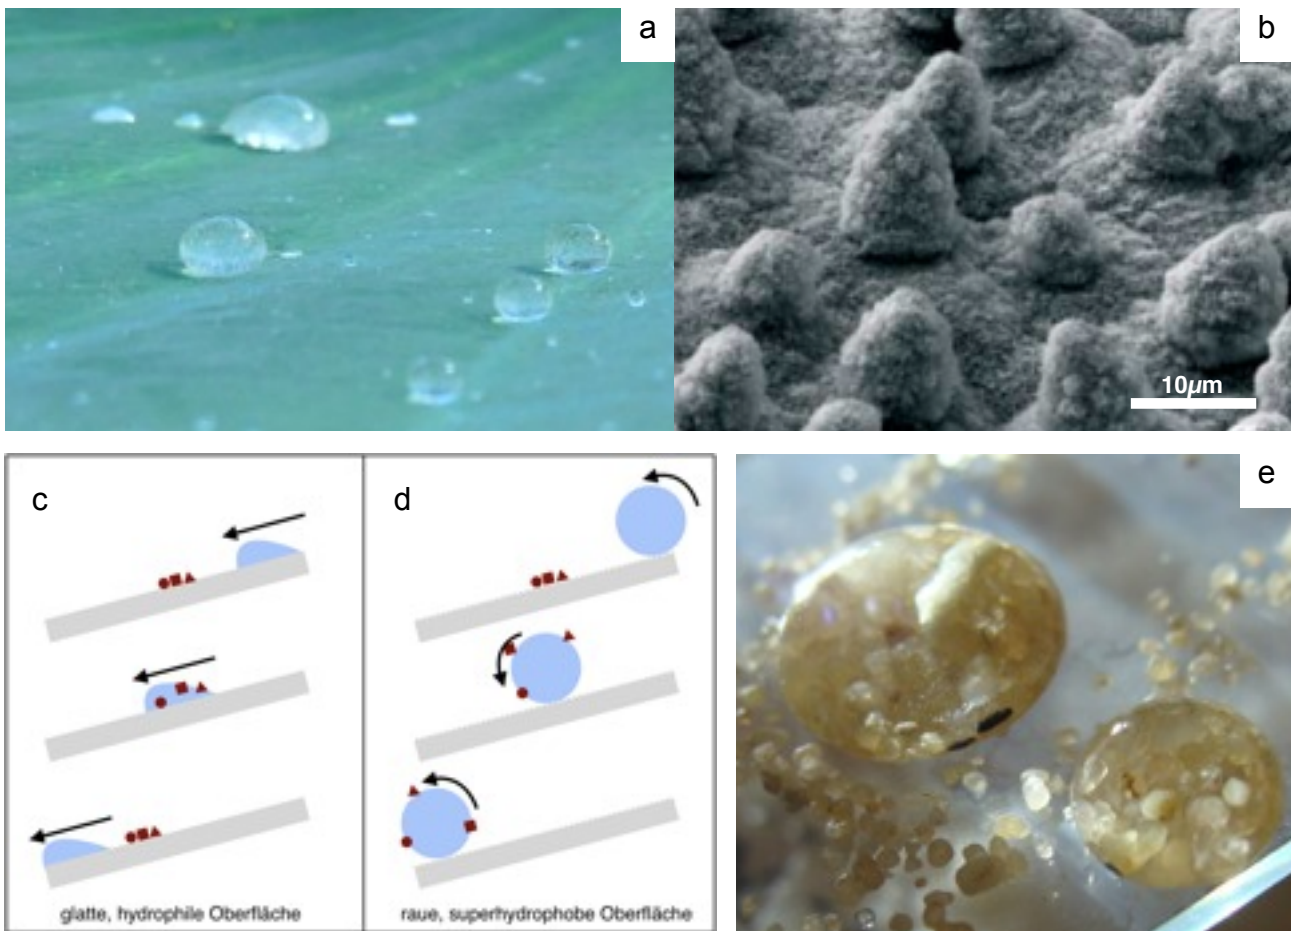 a
b
10µm
c
d
e
glatte, hydrophile Oberfläche
raue, superhydrophobe Oberfläche